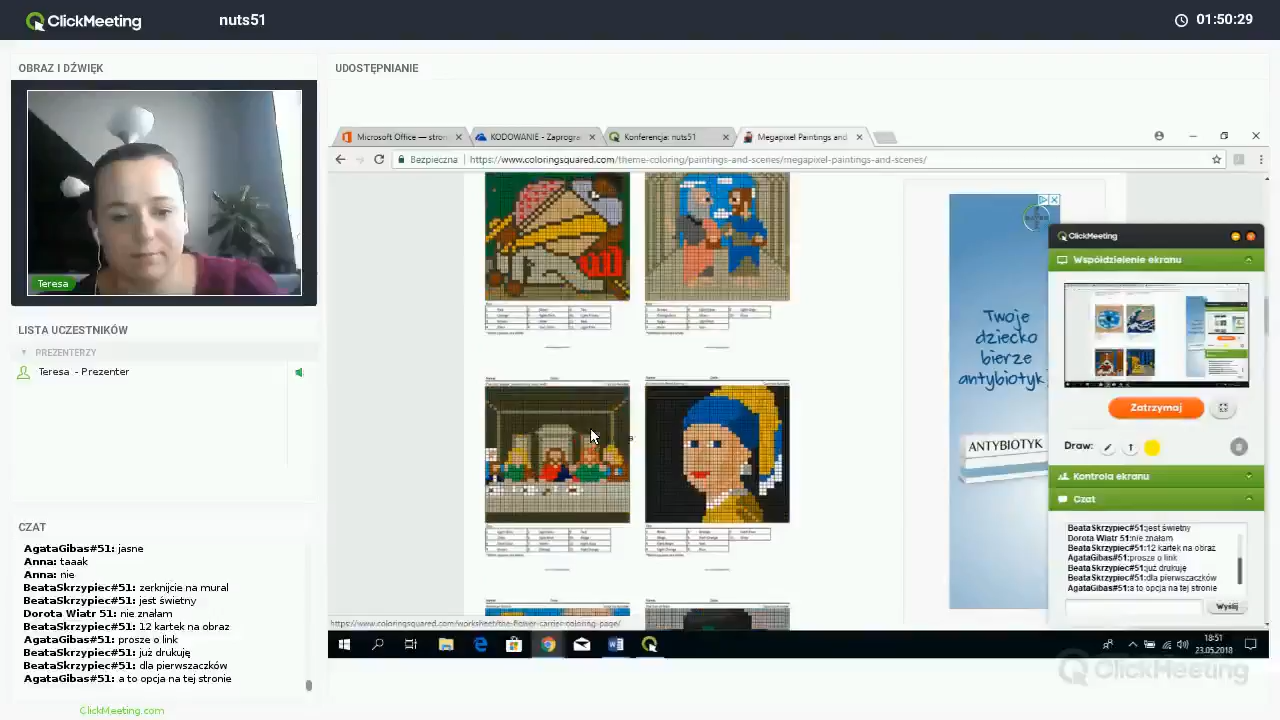 ClickMeeting
nuts51
01:50:29
OBRAZ I DŹWIĘK
UDOSTĘPNIANIE
Teresa
LISTA UCZESTNIKÓW
PREZENTERZY
Teresa - Prezenter
CZAT
AgataGibas#51: jasne
Anna: taaak
Anna: nie
BeataSkrzypiec#51: zerknijcie na mural
BeataSkrzypiec#51: jest świetny
Dorota Wiatr 51: nie znałam
BeataSkrzypiec#51: 12 kartek na obraz
AgataGibas#51: prosze o link
BeataSkrzypiec#51: już drukuję
BeataSkrzypiec#51: dla pierwszaczków
AgataGibas#51: a to opcja na tej stronie
ClickMeeting.com
Microsoft Office — stron
KODOWANIE - Zaprogra
Konferencja: nuts51
Megapixel Paintings and
Bezpieczna
https://www.coloringsquared.com/theme-coloring/paintings-and-scenes/megapixel-paintings-and-scenes/
Twoje
dziecko
bierze
antybiotyk
ANTYBIOTYK
ClickMeeting
Współdzielenie ekranu
Zatrzymaj
Draw:
Kontrola ekranu
Czat
BeataSkrzypiec#51:jest świetny
Dorota Wiatr 51:nie znałam
BeataSkrzypiec#51:12 kartek na obraz
AgataGibas#51:prosze o link
BeataSkrzypiec#51:już drukuję
BeataSkrzypiec#51:dla pierwszaczków
AgataGibas#51:a to opcja na tej stronie
Wyślij
https://www.coloringsquared.com/worksheet/the-flower-carrier-coloring-page/
18:51
23.05.2018
ClickMeeting